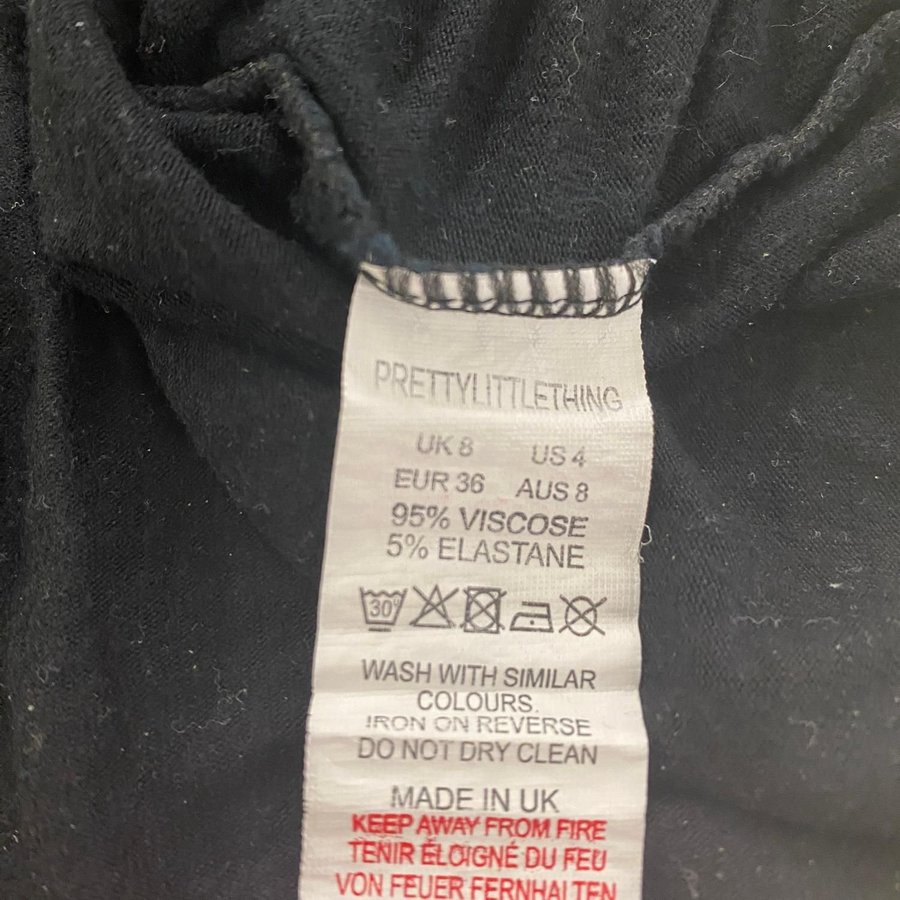 PRETTYLITTLETHING
UK 8 US 4
EUR 36 AUS 8
95% VISCOSE
5% ELASTANE
30°
WASH WITH SIMILAR
COLOURS.
IRON ON REVERSE
DO NOT DRY CLEAN
MADE IN UK
KEEP AWAY FROM FIRE
TENIR ÉLOIGNÉ DU FEU
VON FEUER FERNHALTEN